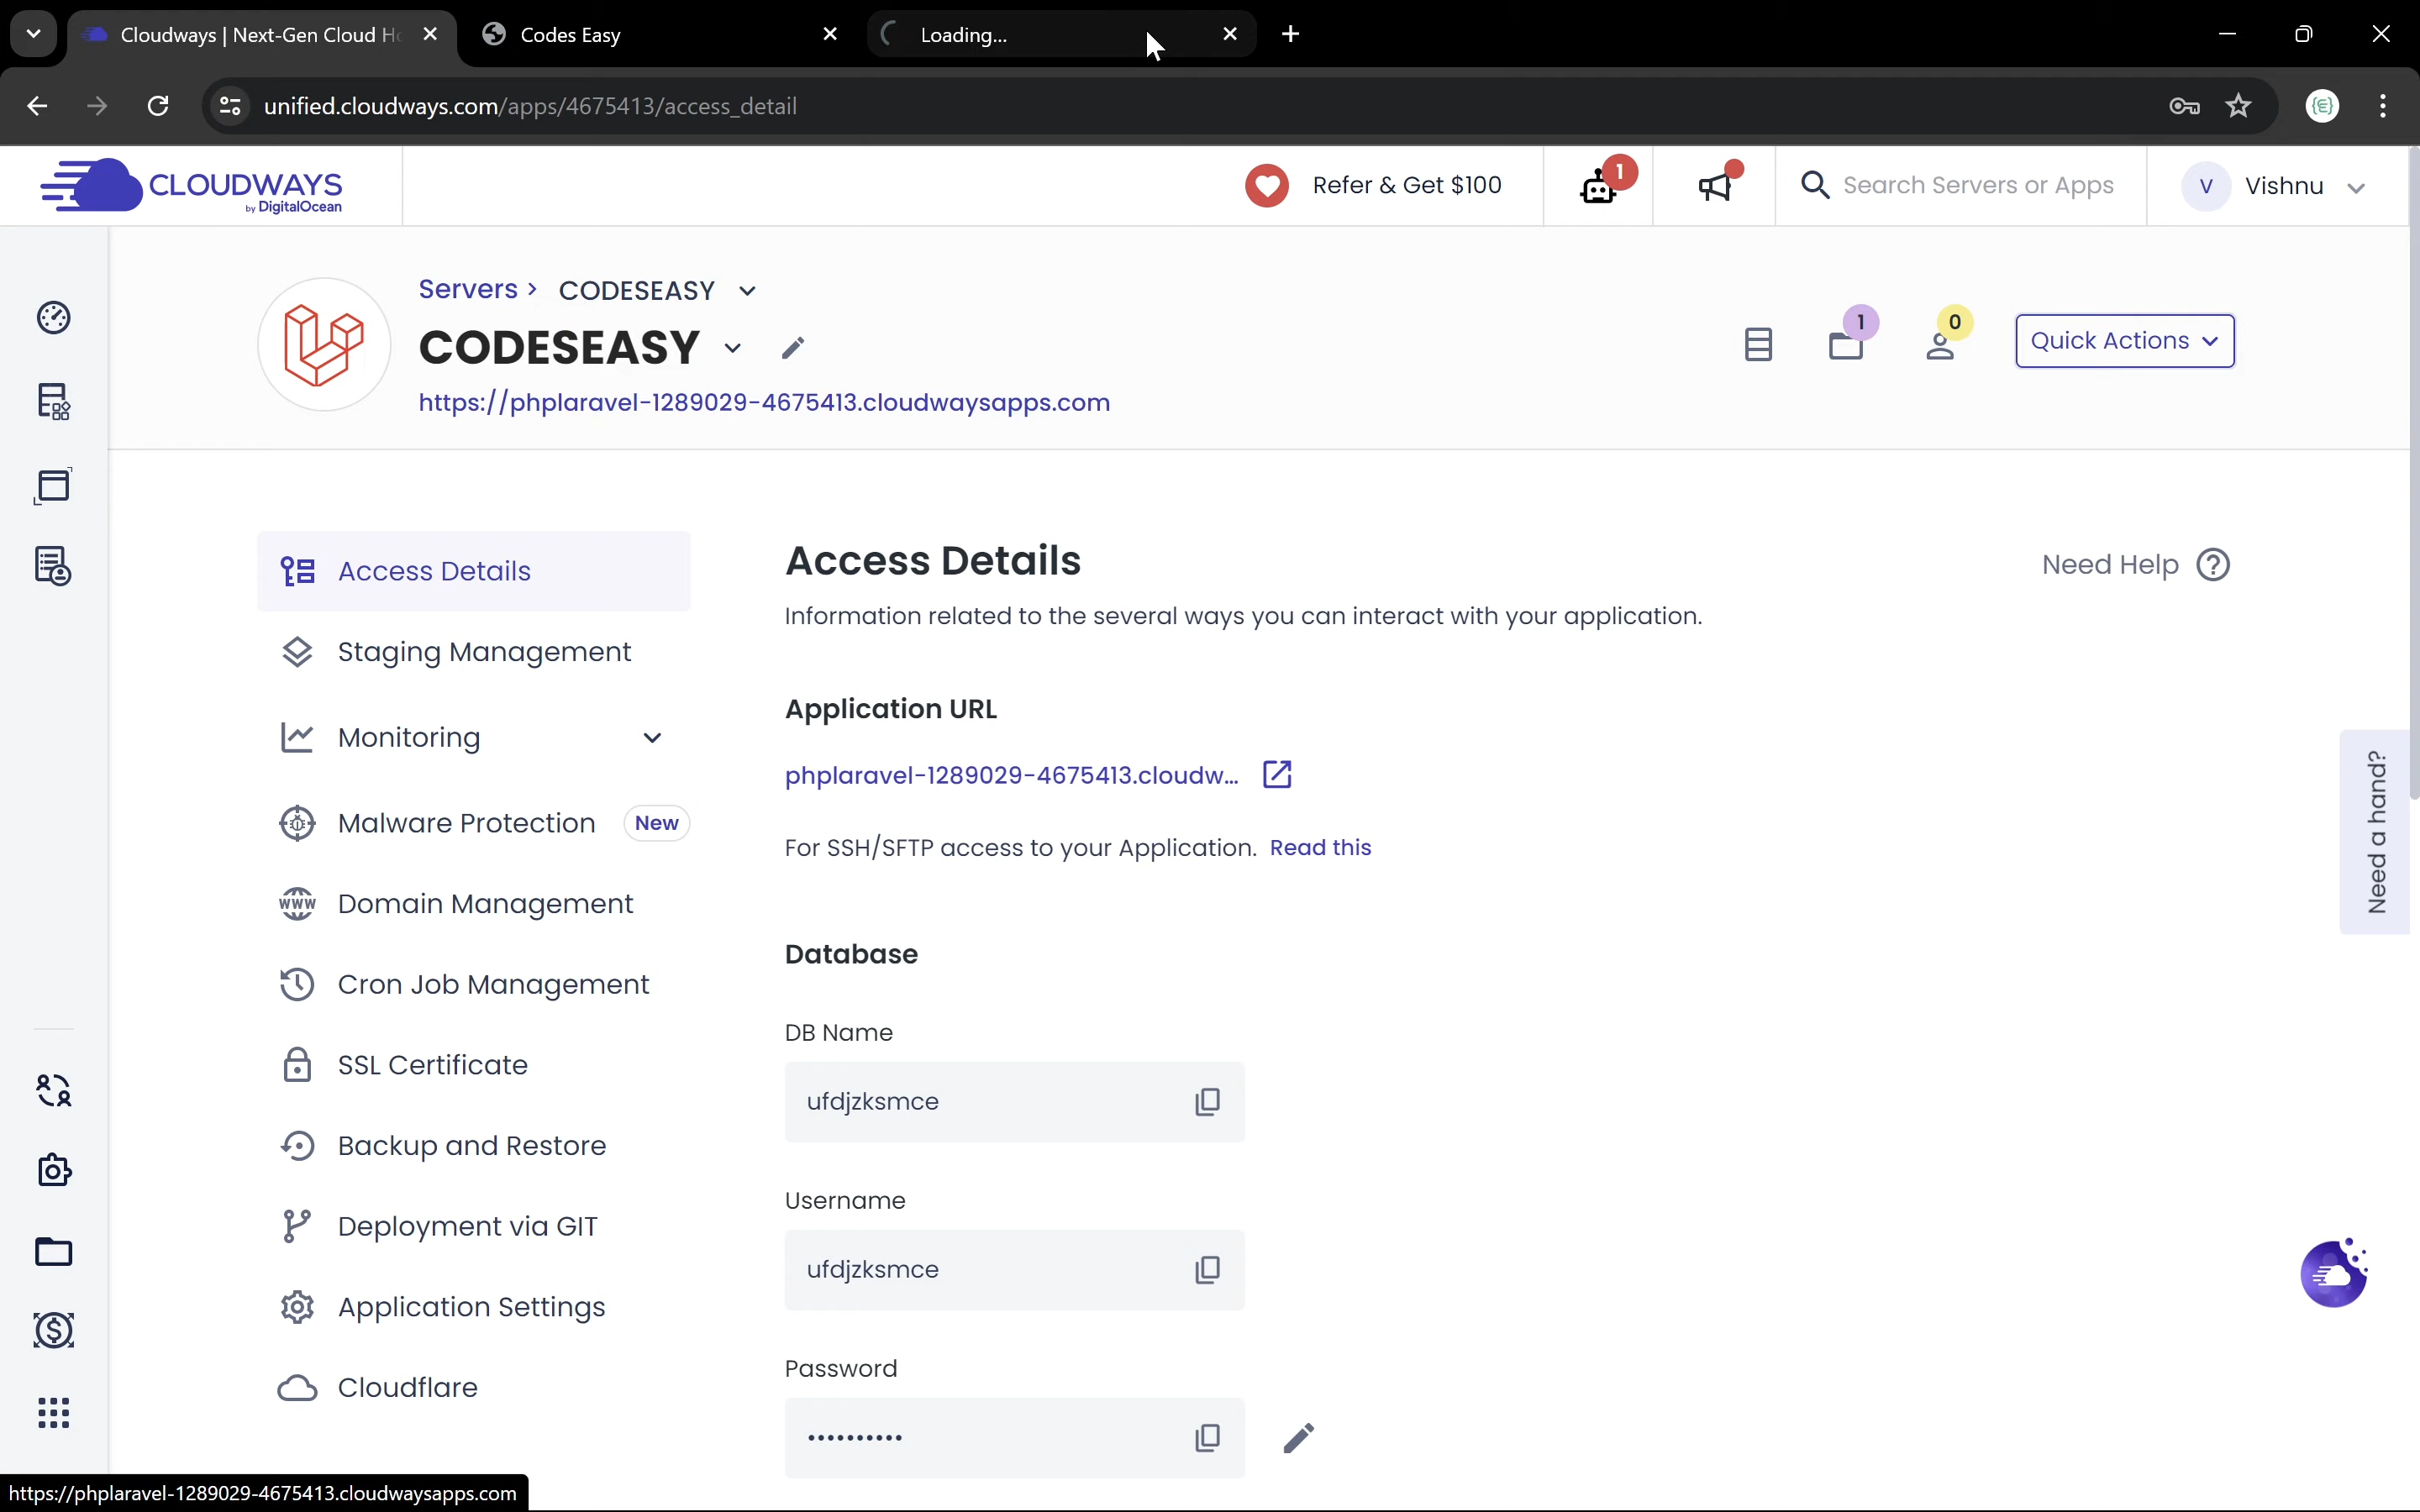 Cloudways | Next-Gen Cloud Ho
Codes Easy
Loading...
unified.cloudways.com/apps/4675413/access_detail
CLOUDWAYS
by DigitalOcean
Refer & Get $100
1
Search Servers or Apps
V
Vishnu
Servers > CODESEASY
CODESEASY
https://phplaravel-1289029-4675413.cloudwaysapps.com
1
0
Quick Actions
Access Details
Staging Management
Monitoring
Malware Protection New
Domain Management
Cron Job Management
SSL Certificate
Backup and Restore
Deployment via GIT
Application Settings
Cloudflare
Access Details
Need Help
Information related to the several ways you can interact with your application.
Application URL
phplaravel-1289029-4675413.cloudw...
For SSH/SFTP access to your Application. Read this
Database
DB Name
ufdjzksmce
Username
ufdjzksmce
Password
••••••••••
Need a hand?
https://phplaravel-1289029-4675413.cloudwaysapps.com